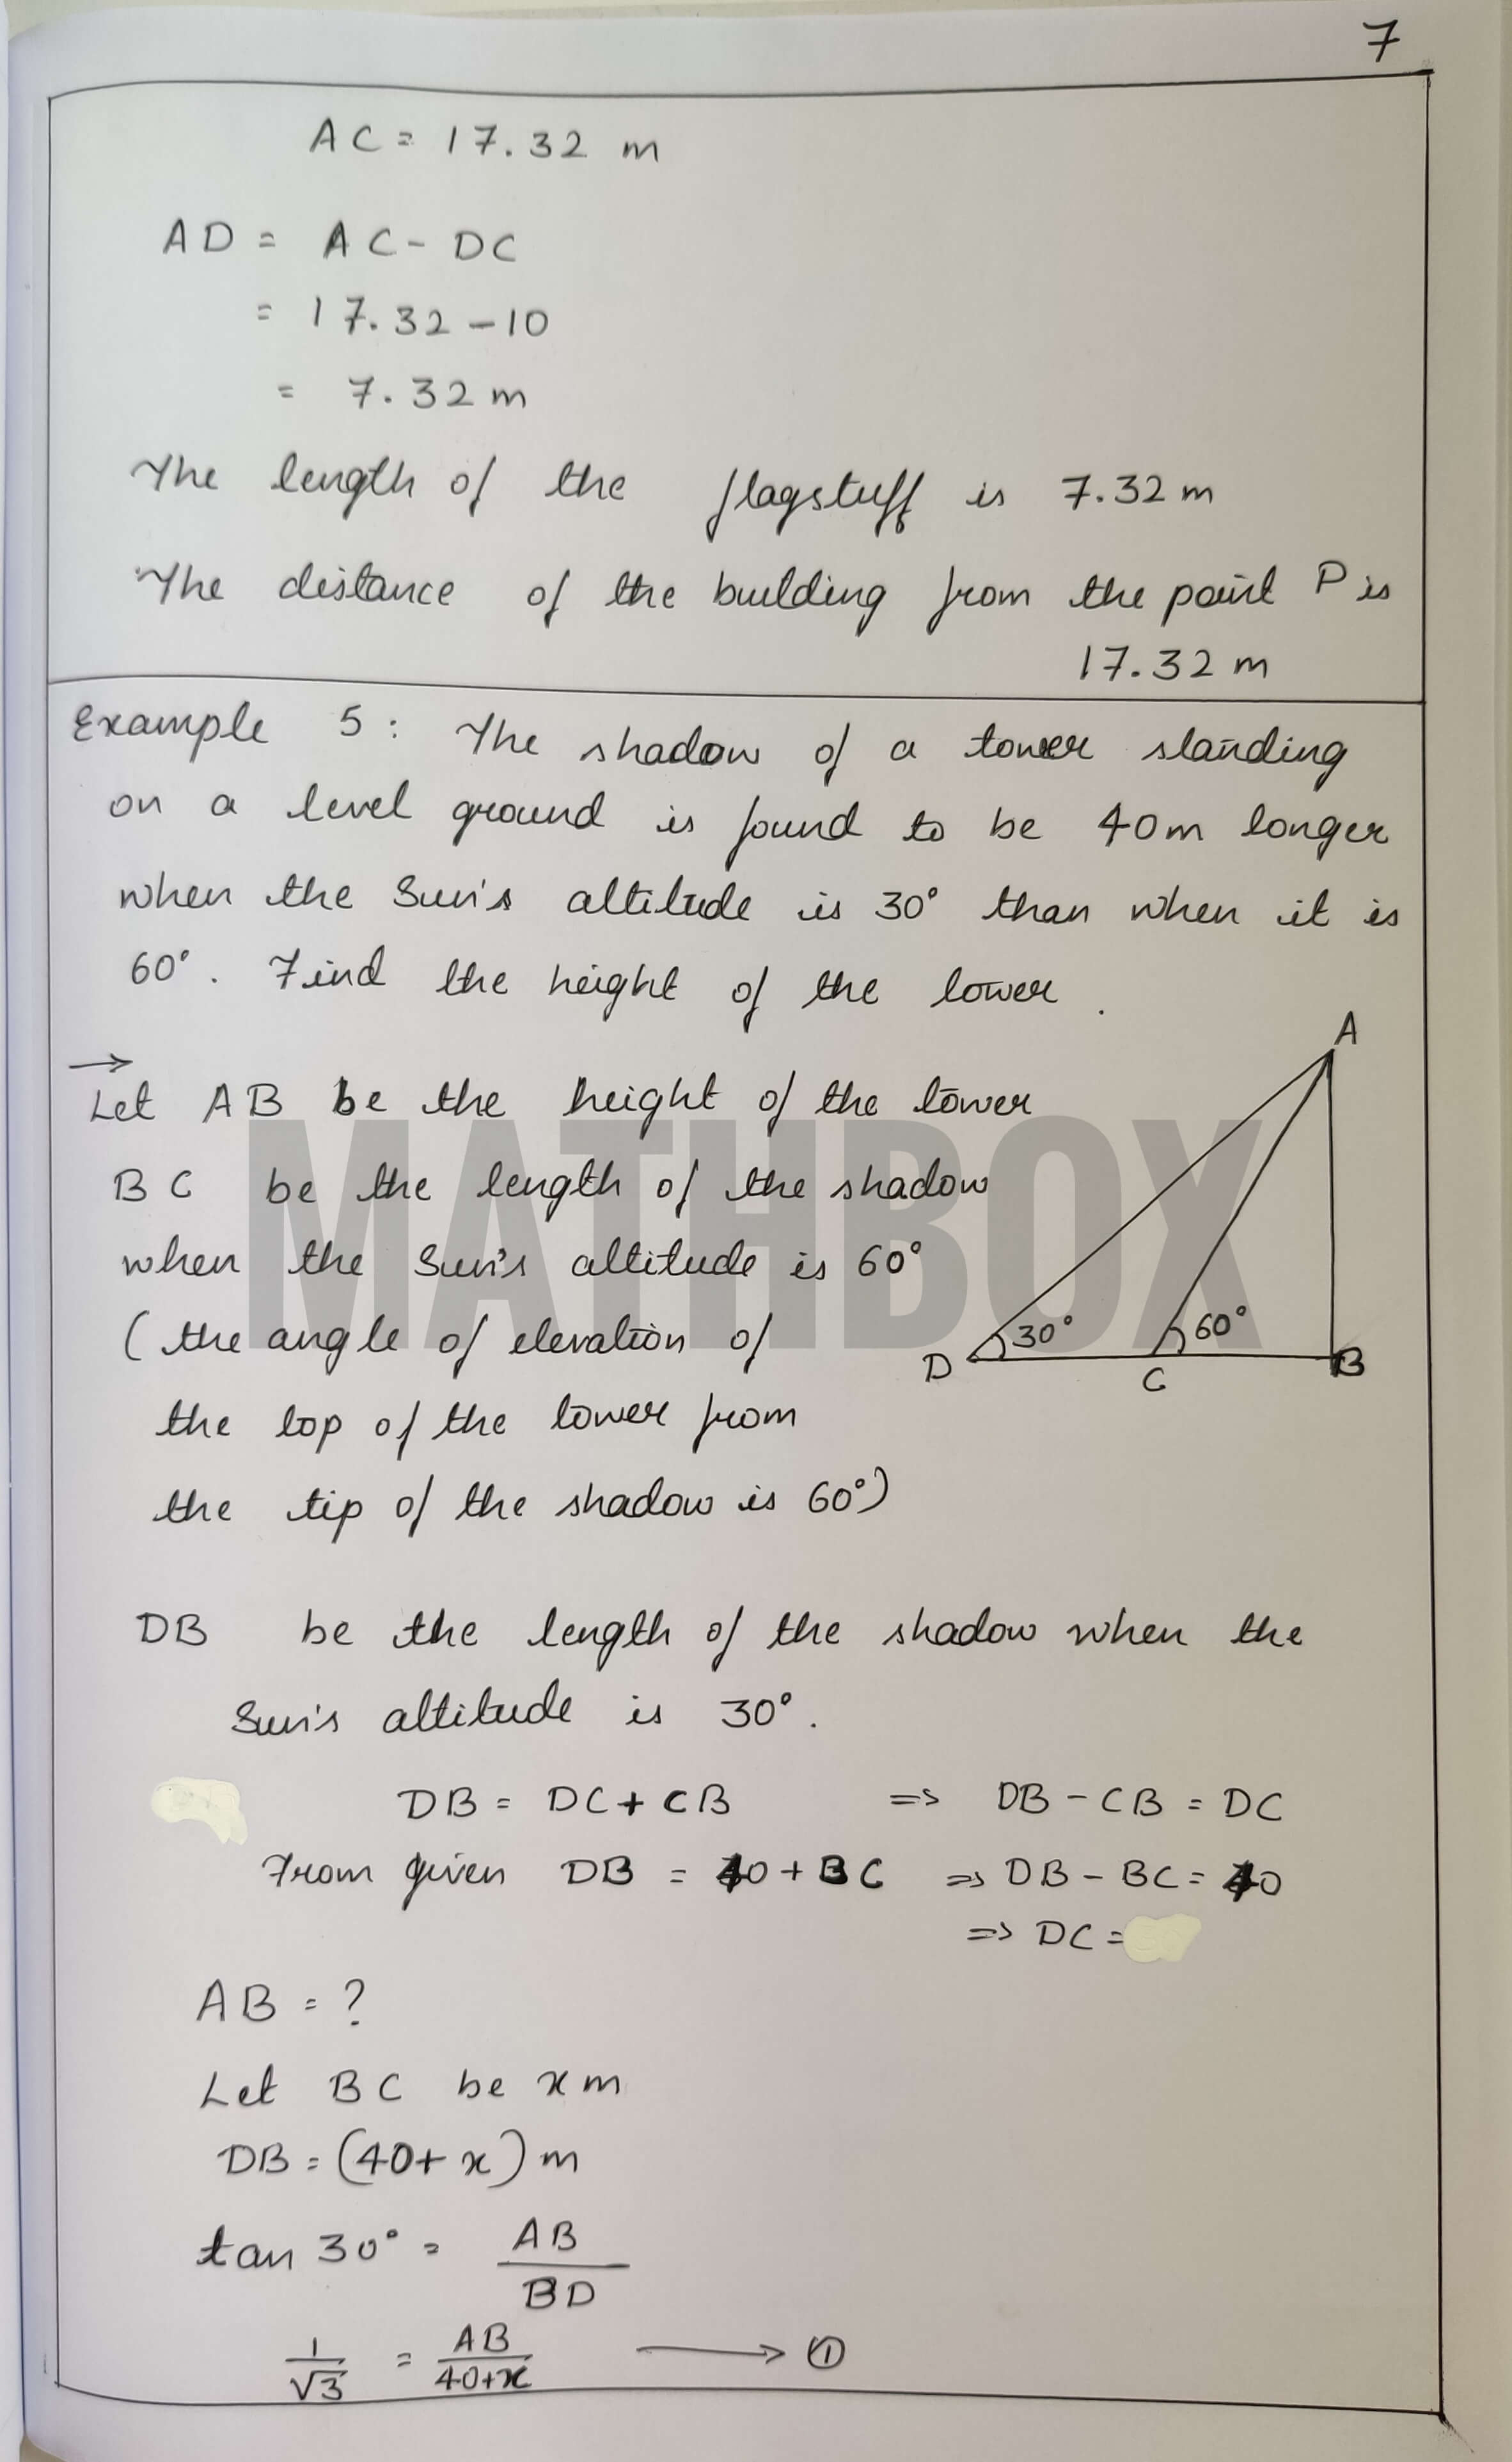 7
AC = 17.32 m
AD = AC - DC
= 17.32 - 10
= 7.32 m
The length of the flagstuff is 7.32 m
The distance of the building from the point P is
17.32 m
Example 5 : The shadow of a tower standing
on a level ground is found to be 40m longer
when the Sun's altitude is 30° than when it is
60°. Find the height of the tower.
→
Let AB be the height of the tower
BC be the length of the shadow
when the Sun's altitude is 60°
(the angle of elevation of
the top of the tower from
the tip of the shadow is 60°)
A
30°
60°
D
C
B
MATHBOX
DB be the length of the shadow when the
Sun's altitude is 30°.
DB = DC + CB => DB - CB = DC
From given DB = 40 + BC => DB - BC = 40
=> DC =
AB = ?
Let BC be x m
DB = (40 + x) m
tan 30° = AB
BD
1/√3 = AB/40+x ⟶ ①